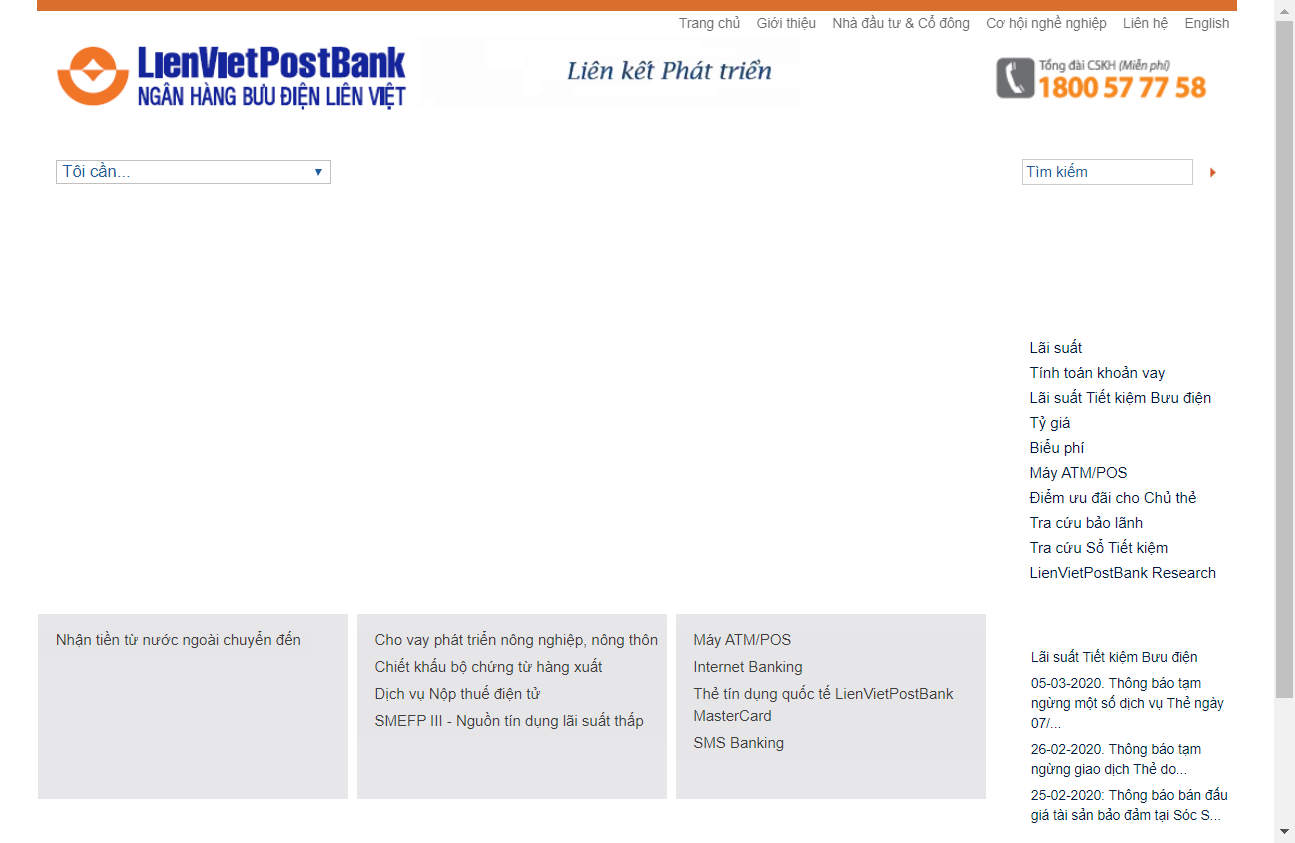 Trang chủ Giới thiệu Nhà đầu tư & Cổ đông Cơ hội nghề nghiệp Liên hệ English
LienVietPostBank
NGÂN HÀNG BƯU ĐIỆN LIÊN VIỆT
Liên kết Phát triển
Tổng đài CSKH (Miễn phí)
1800 57 77 58
Tôi cần...
Tìm kiếm
Lãi suất
Tính toán khoản vay
Lãi suất Tiết kiệm Bưu điện
Tỷ giá
Biểu phí
Máy ATM/POS
Điểm ưu đãi cho Chủ thẻ
Tra cứu bảo lãnh
Tra cứu Sổ Tiết kiệm
LienVietPostBank Research
Nhận tiền từ nước ngoài chuyển đến
Cho vay phát triển nông nghiệp, nông thôn
Chiết khấu bộ chứng từ hàng xuất
Dịch vụ Nộp thuế điện tử
SMEFP III - Nguồn tín dụng lãi suất thấp
Máy ATM/POS
Internet Banking
Thẻ tín dụng quốc tế LienVietPostBank
MasterCard
SMS Banking
Lãi suất Tiết kiệm Bưu điện
05-03-2020. Thông báo tạm
ngừng một số dịch vụ Thẻ ngày
07/...
26-02-2020. Thông báo tạm
ngừng giao dịch Thẻ do...
25-02-2020: Thông báo bán đấu
giá tài sản bảo đảm tại Sóc S...